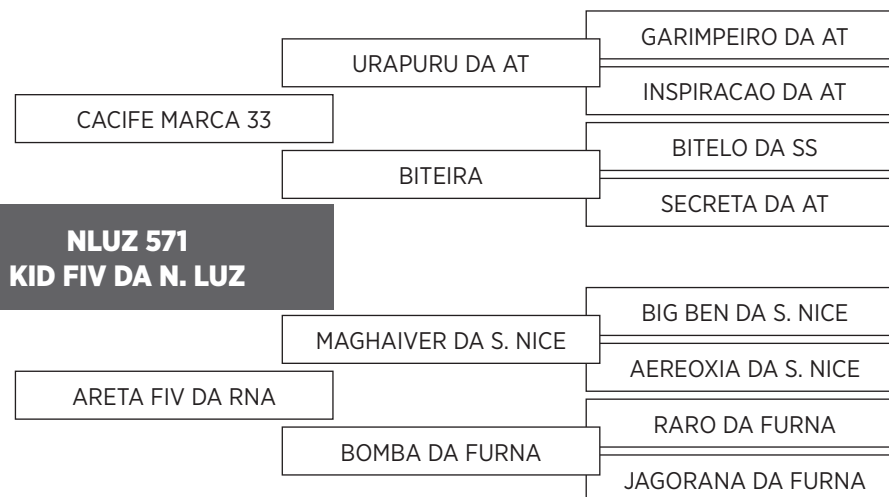 GARIMPEIRO DA AT
URAPURU DA AT
INSPIRACAO DA AT
CACIFE MARCA 33
BITELO DA SS
BITEIRA
SECRETA DA AT
NLUZ 571
KID FIV DA N. LUZ
BIG BEN DA S. NICE
MAGHAIVER DA S. NICE
AEREOXIA DA S. NICE
ARETA FIV DA RNA
RARO DA FURNA
BOMBA DA FURNA
JAGORANA DA FURNA